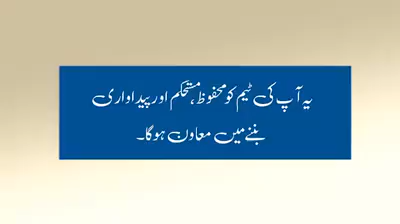 یہ آپ کی ٹیم کو محفوظ، مستحکم اور پیداواری
بننے میں معاون ہوگا۔